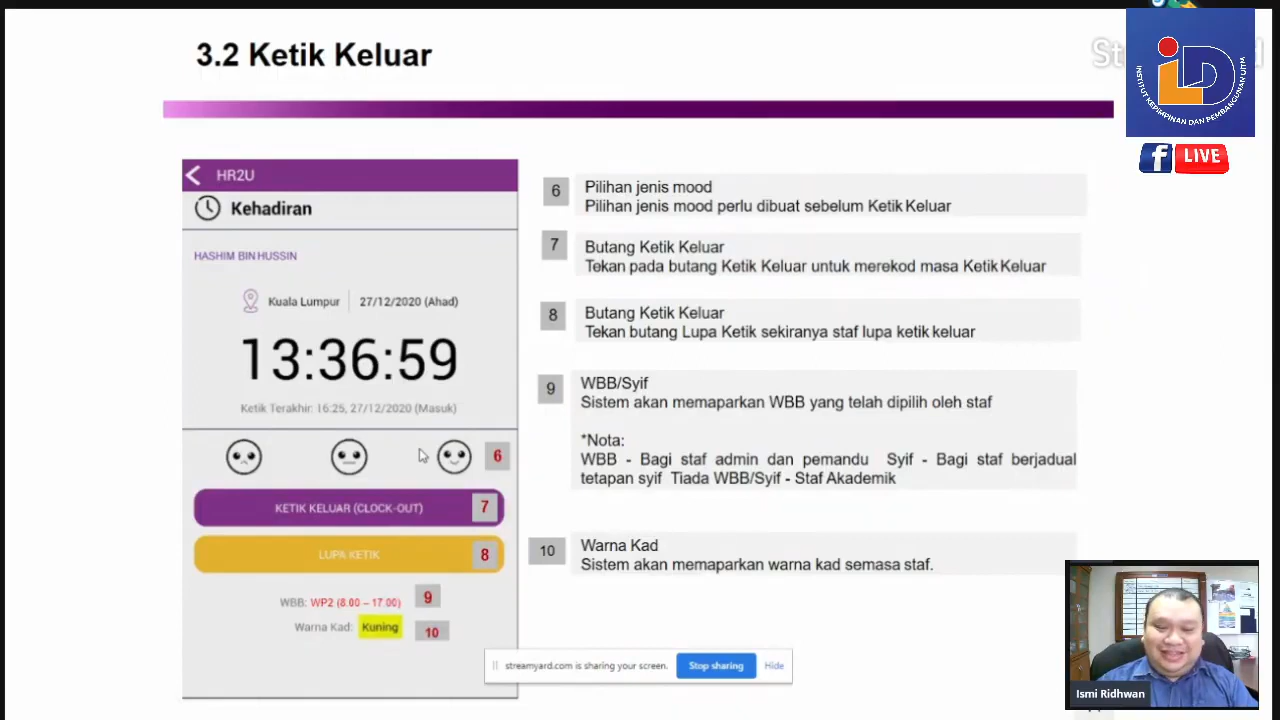 3.2 Ketik Keluar
INSTITUT KEPIMPINAN DAN PEMBANGUNAN UITM
f LIVE
HR2U
Kehadiran
HASHIM BIN HUSSIN
Kuala Lumpur 27/12/2020 (Ahad)
13:36:59
Ketik Terakhir: 16:25, 27/12/2020 (Masuk)
6
KETIK KELUAR (CLOCK-OUT) 7
LUPA KETIK 8
WBB: WP2 (8.00 – 17.00) 9
Warna Kad: Kuning 10
6 Pilihan jenis mood
Pilihan jenis mood perlu dibuat sebelum Ketik Keluar
7 Butang Ketik Keluar
Tekan pada butang Ketik Keluar untuk merekod masa Ketik Keluar
8 Butang Ketik Keluar
Tekan butang Lupa Ketik sekiranya staf lupa ketik keluar
9 WBB/Syif
Sistem akan memaparkan WBB yang telah dipilih oleh staf
*Nota:
WBB - Bagi staf admin dan pemandu Syif - Bagi staf berjadual
tetapan syif Tiada WBB/Syif - Staf Akademik
10 Warna Kad
Sistem akan memaparkan warna kad semasa staf.
streamyard.com is sharing your screen. Stop sharing Hide
Ismi Ridhwan